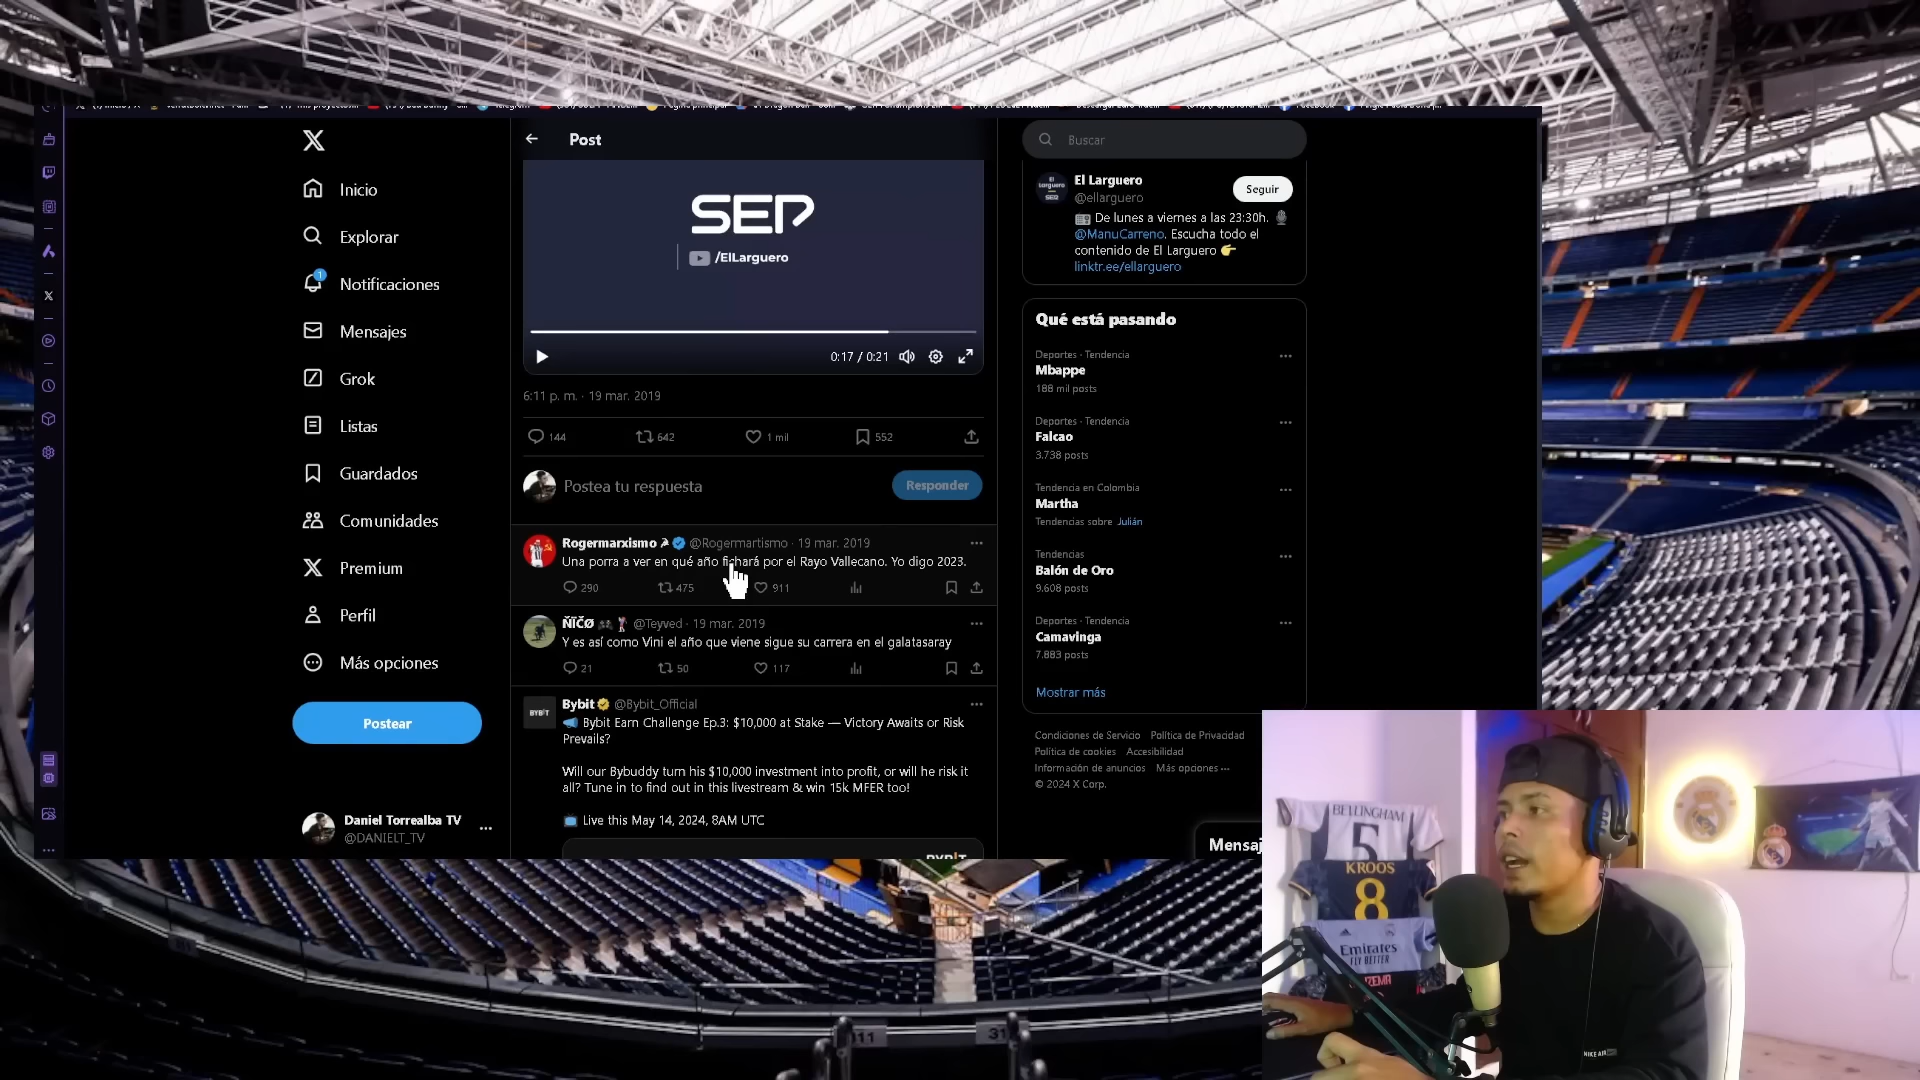 Post
SER
/ElLarguero
0:17 / 0:21
6:11 p. m. · 19 mar. 2019
144
642
1 mil
552
Postea tu respuesta
Responder
Rogermarxismo @Rogermartismo · 19 mar. 2019
Una porra a ver en qué año fichará por el Rayo Vallecano. Yo digo 2023.
290
475
911
ÑÏČØ @Teyved · 19 mar. 2019
Y es así como Vini el año que viene sigue su carrera en el galatasaray
21
50
117
Bybit @Bybit_Official
Bybit Earn Challenge Ep.3: $10,000 at Stake — Victory Awaits or Risk
Prevails?
Will our Bybuddy turn his $10,000 investment into profit, or will he risk it
all? Tune in to find out in this livestream & win 15k MFER too!
Live this May 14, 2024, 8AM UTC
BYBIT
BYBIT
X
Inicio
Explorar
1
Notificaciones
Mensajes
Grok
Listas
Guardados
Comunidades
Premium
Perfil
Más opciones
Postear
Daniel Torrealba TV
@DANIELT_TV
Buscar
El Larguero
@ellarguero
Seguir
De lunes a viernes a las 23:30h.
@ManuCarreno. Escucha todo el
contenido de El Larguero
linktr.ee/ellarguero
Qué está pasando
Deportes · Tendencia
Mbappe
188 mil posts
Deportes · Tendencia
Falcao
3.738 posts
Tendencia en Colombia
Martha
Tendencias sobre Julián
Tendencias
Balón de Oro
9.608 posts
Deportes · Tendencia
Camavinga
7.883 posts
Mostrar más
Condiciones de Servicio Política de Privacidad
Política de cookies Accesibilidad
Información de anuncios Más opciones
© 2024 X Corp.
Mensaj
BELLINGHAM
5
KROOS
8
Emirates
FLY BETTER
NIKE AIR